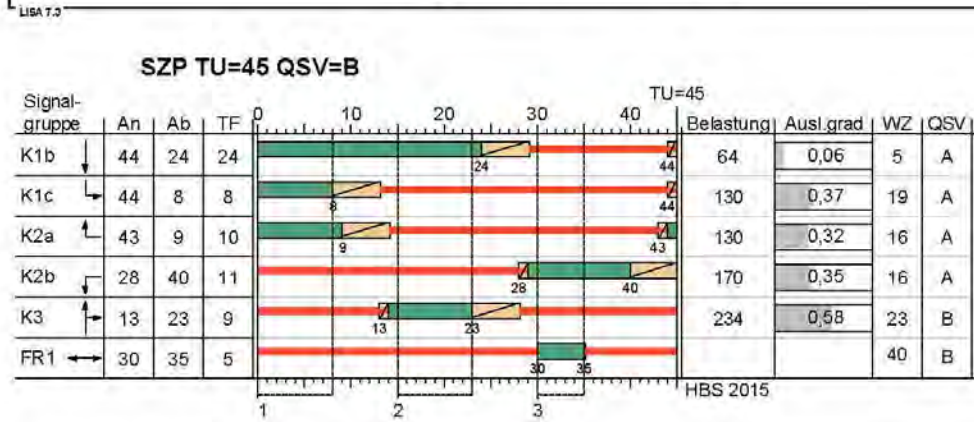 LISA 7.3
SZP TU=45 QSV=B
TU=45
Signal-
gruppe An Ab TF 0 10 20 30 40 Belastung Ausl.grad WZ QSV
K1b 44 24 24 24 44 64 0,06 5 A
K1c 44 8 8 8 44 130 0,37 19 A
K2a 43 9 10 9 43 130 0,32 16 A
K2b 28 40 11 28 40 170 0,35 16 A
K3 13 23 9 13 23 234 0,58 23 B
FR1 30 35 5 30 35 40 B
HBS 2015
1 2 3